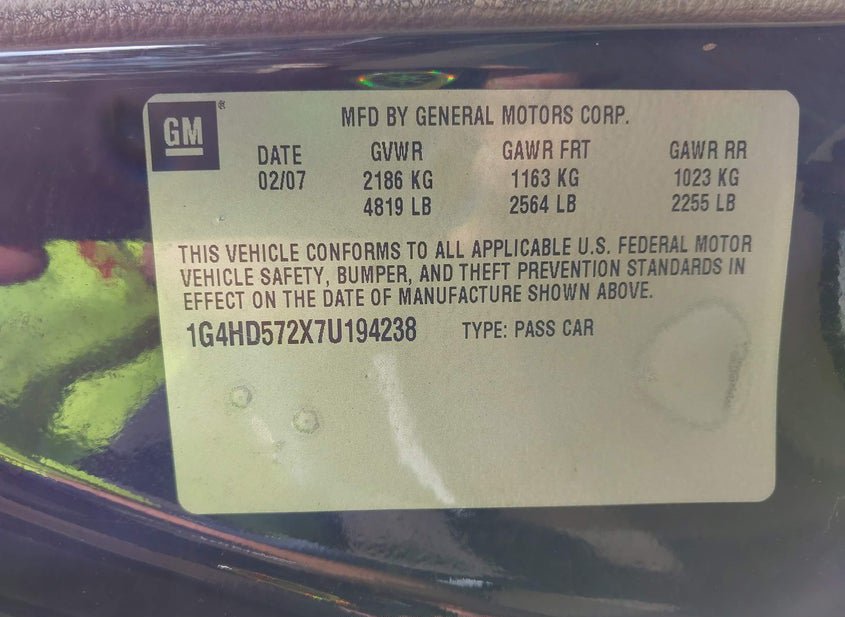 GM ®
MFD BY GENERAL MOTORS CORP.
DATE GVWR GAWR FRT GAWR RR
02/07 2186 KG 1163 KG 1023 KG
4819 LB 2564 LB 2255 LB
THIS VEHICLE CONFORMS TO ALL APPLICABLE U.S. FEDERAL MOTOR
VEHICLE SAFETY, BUMPER, AND THEFT PREVENTION STANDARDS IN
EFFECT ON THE DATE OF MANUFACTURE SHOWN ABOVE.
1G4HD572X7U194238 TYPE: PASS CAR